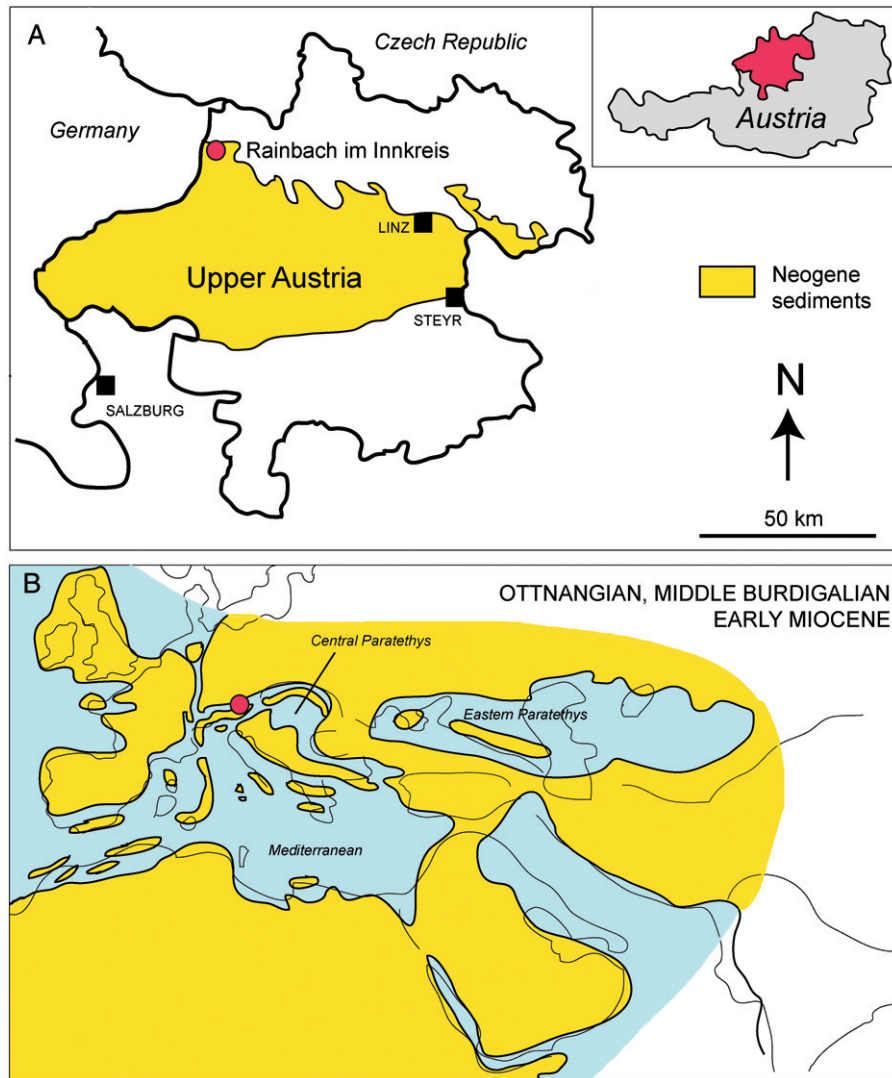 A
Czech Republic
Germany
Austria
Rainbach im Innkreis
LINZ
Upper Austria
Neogene
sediments
STEYR
SALZBURG
N
50 km
B
OTTNANGIAN, MIDDLE BURDIGALIAN
EARLY MIOCENE
Central Paratethys
Eastern Paratethys
Mediterranean